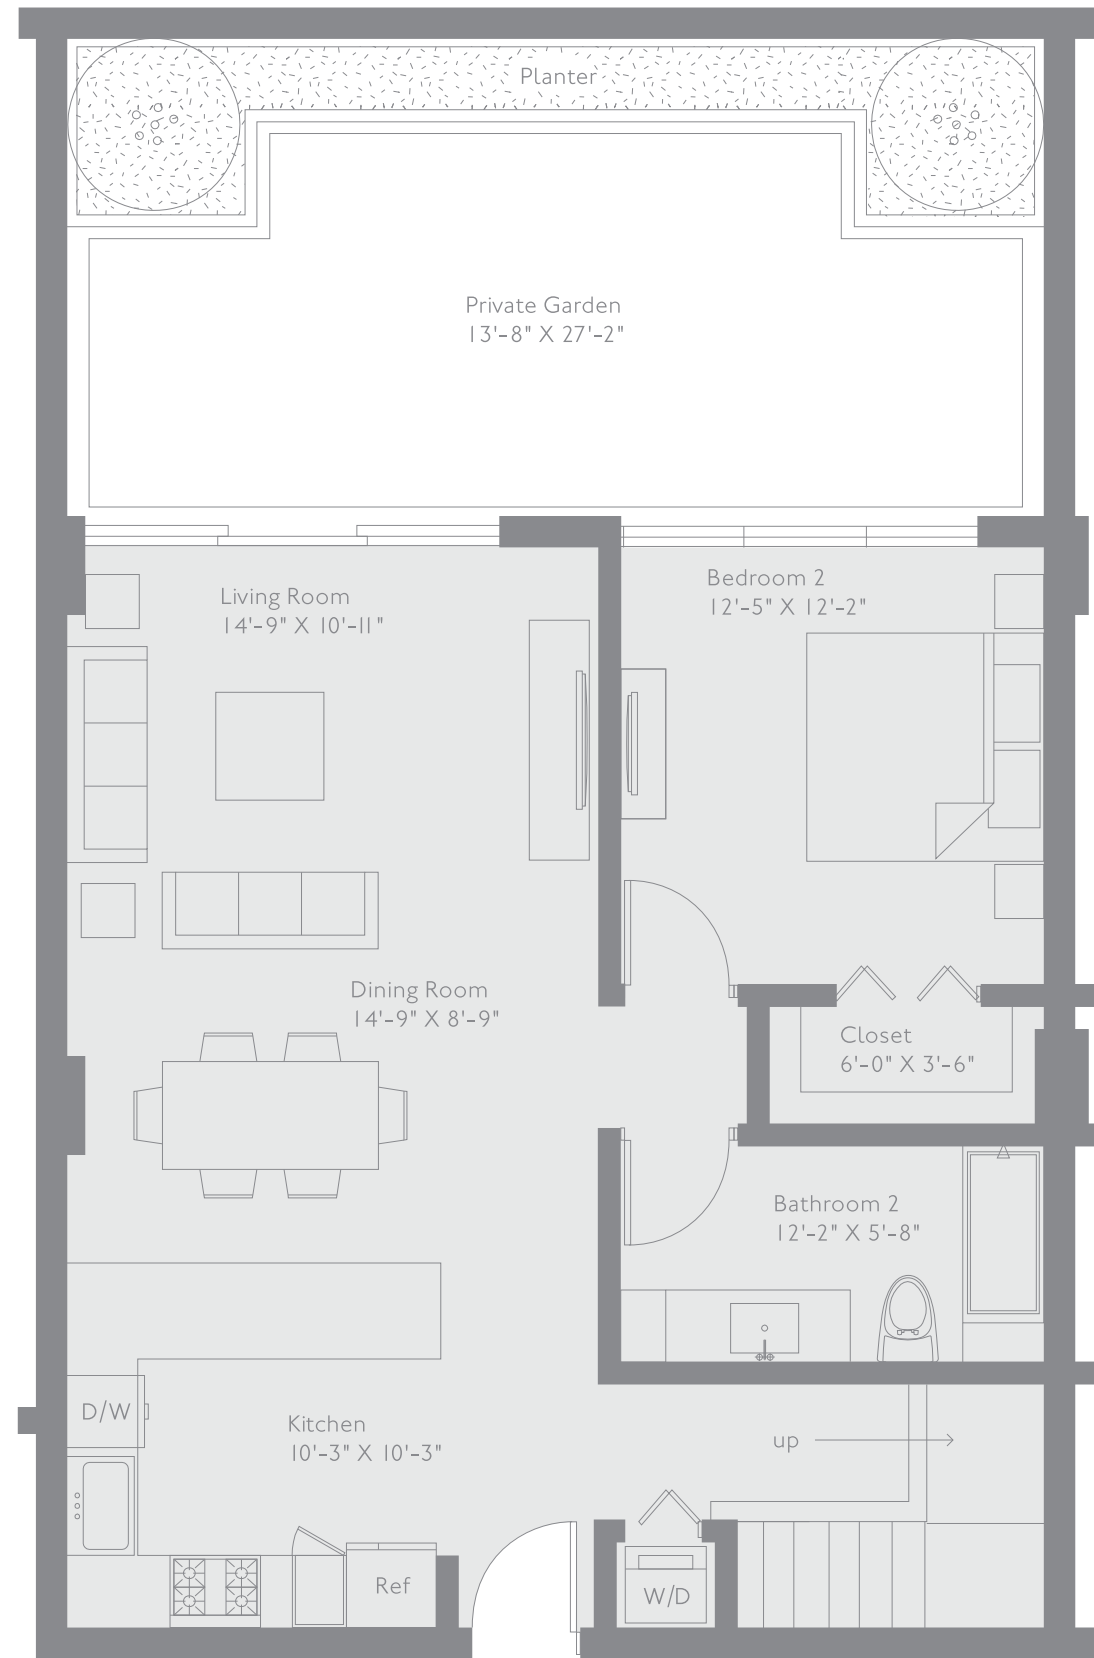 Planter
Private Garden
13'-8" X 27'-2"
Living Room
14'-9" X 10'-11"
Bedroom 2
12'-5" X 12'-2"
Dining Room
14'-9" X 8'-9"
Closet
6'-0" X 3'-6"
Bathroom 2
12'-2" X 5'-8"
D/W
Kitchen
10'-3" X 10'-3"
up
Ref
W/D